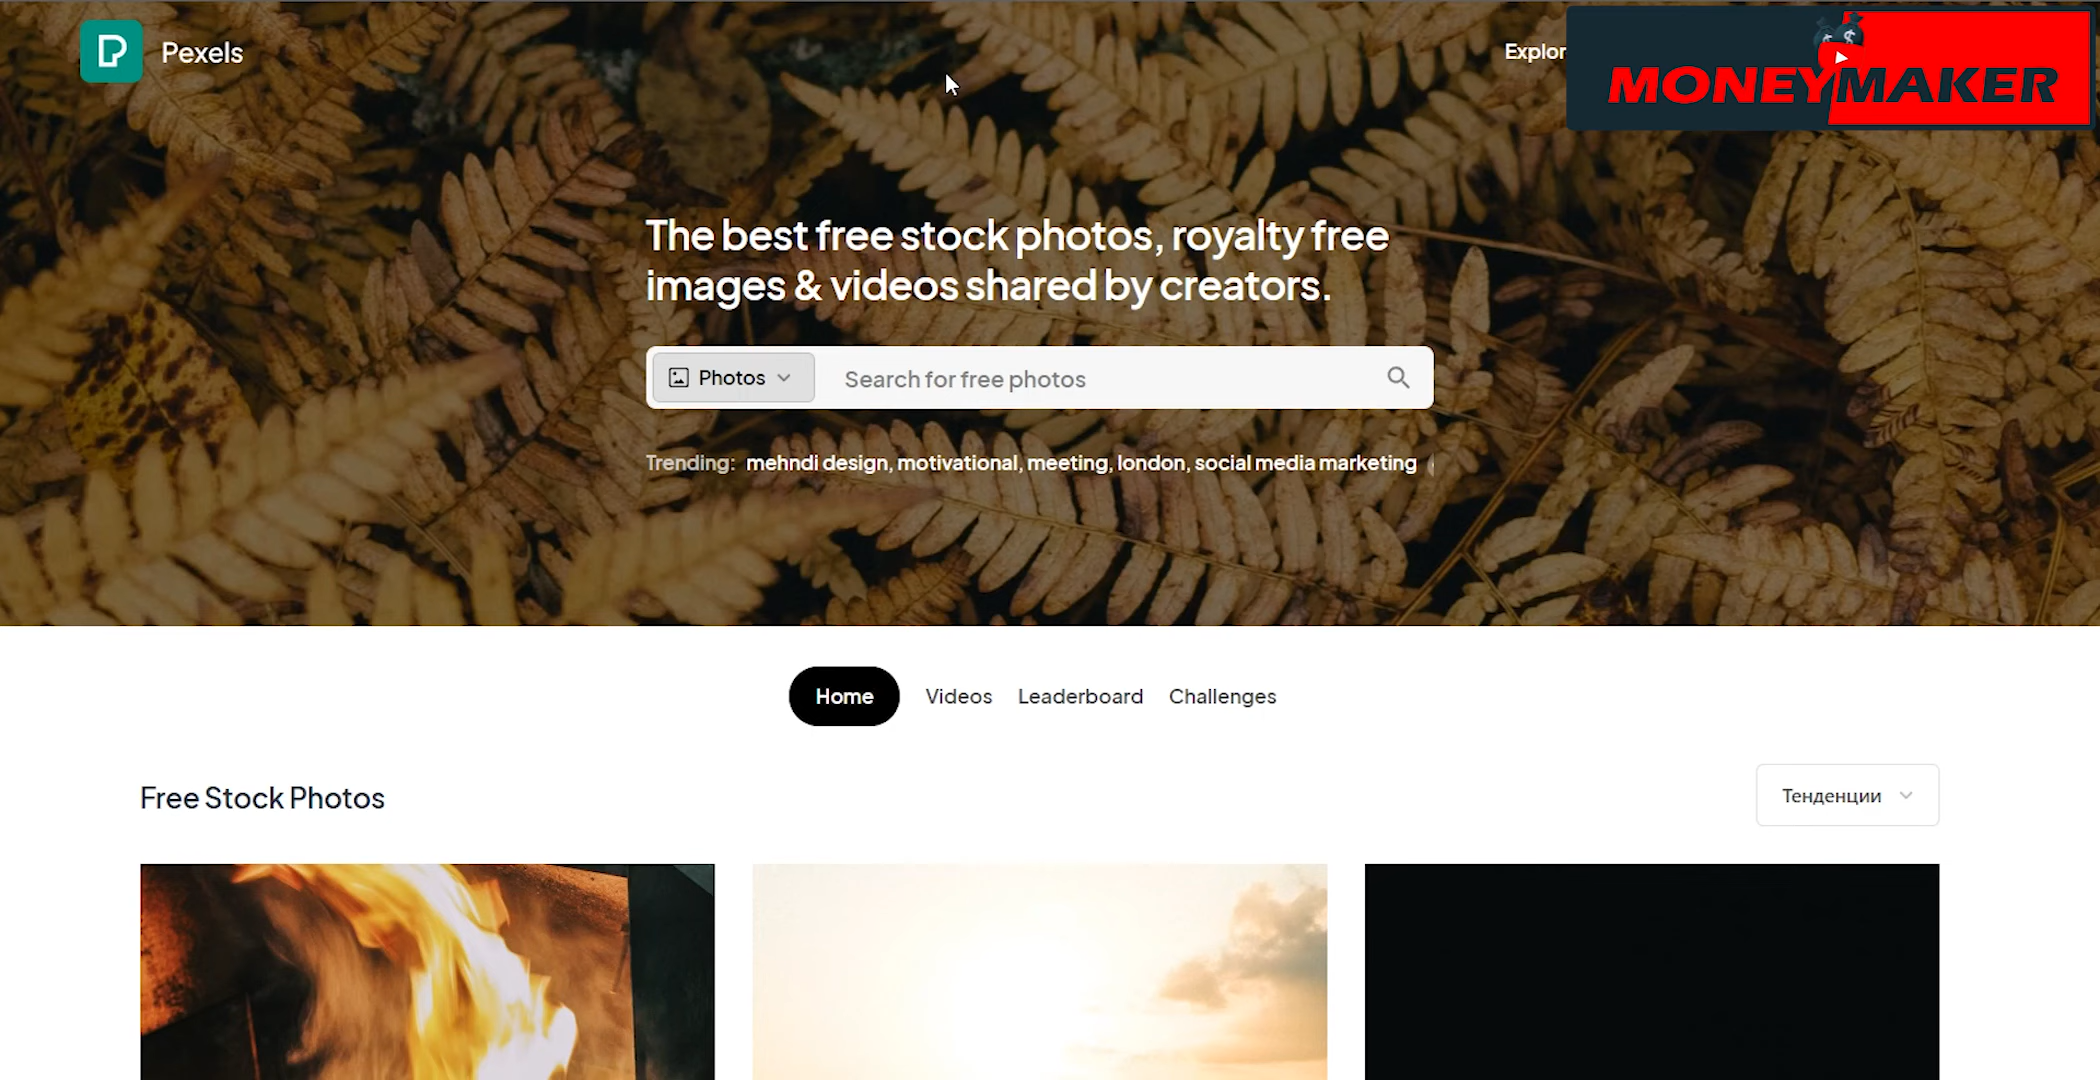 Pexels
Explor
MONEYMAKER
The best free stock photos, royalty free
images & videos shared by creators.
Photos
Search for free photos
Trending: mehndi design, motivational, meeting, london, social media marketing
Home
Videos
Leaderboard
Challenges
Free Stock Photos
Тенденции